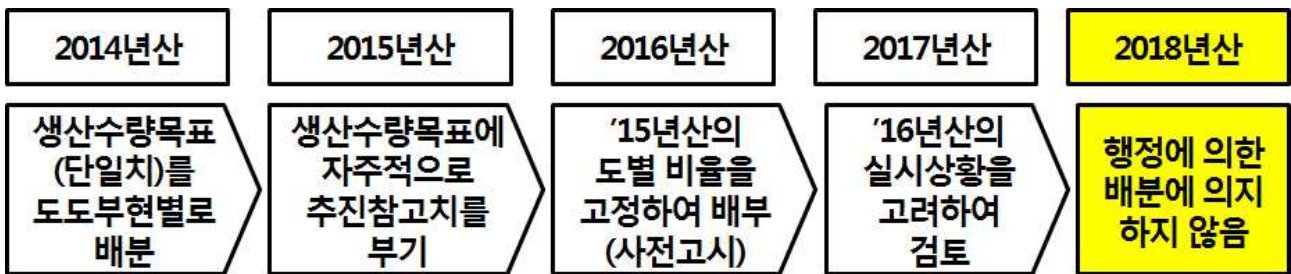 2014년산
2015년산
2016년산
2017년산
2018년산
생산수량목표
(단일치)를
도도부현별로
배분
생산수량목표에
자주적으로
추진참고치를
부기
’15년산의
도별 비율을
고정하여 배부
(사전고시)
’16년산의
실시상황을
고려하여
검토
행정에 의한
배분에 의지
하지 않음